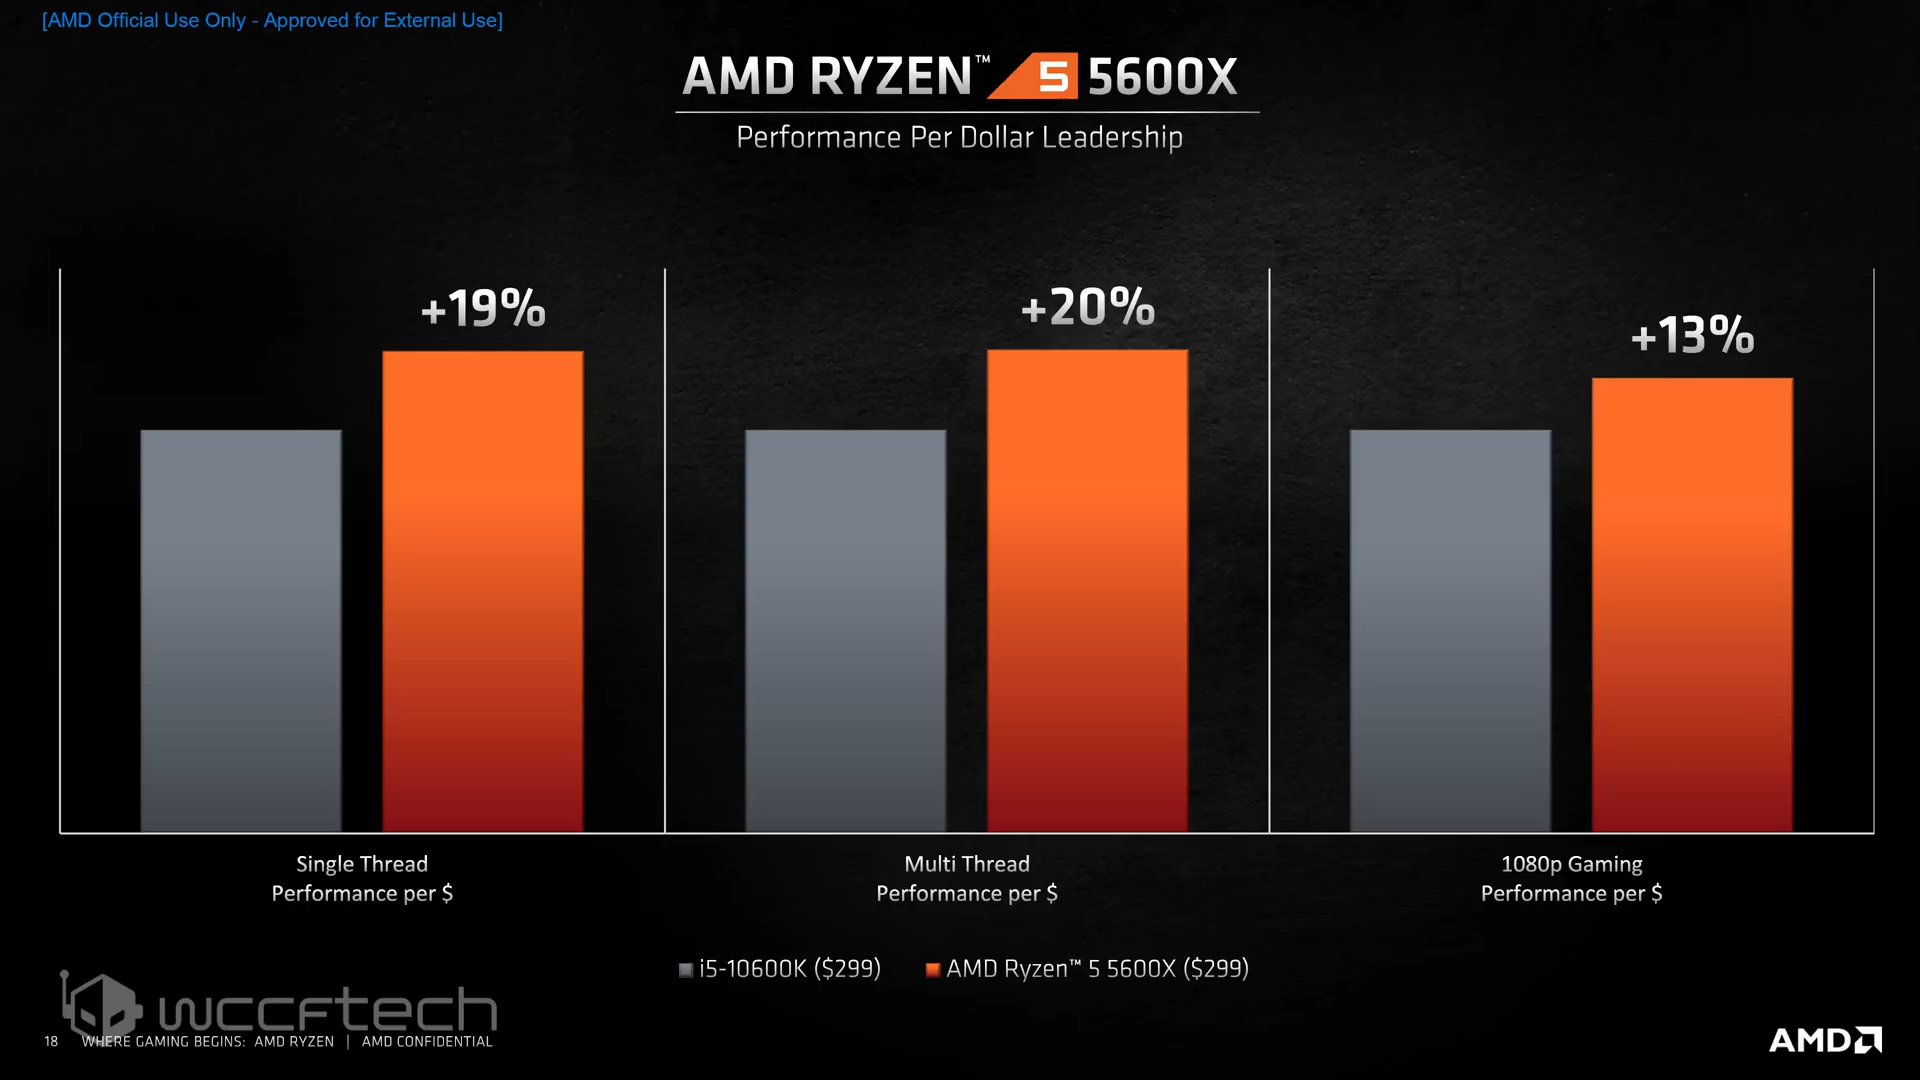 [AMD Official Use Only - Approved for External Use]
AMD RYZEN™ 5 5600X
Performance Per Dollar Leadership
+19%
+20%
+13%
Single Thread
Performance per $
Multi Thread
Performance per $
1080p Gaming
Performance per $
i5-10600K ($299)
AMD Ryzen™ 5 5600X ($299)
wccftech
18 WHERE GAMING BEGINS: AMD RYZEN | AMD CONFIDENTIAL
AMD